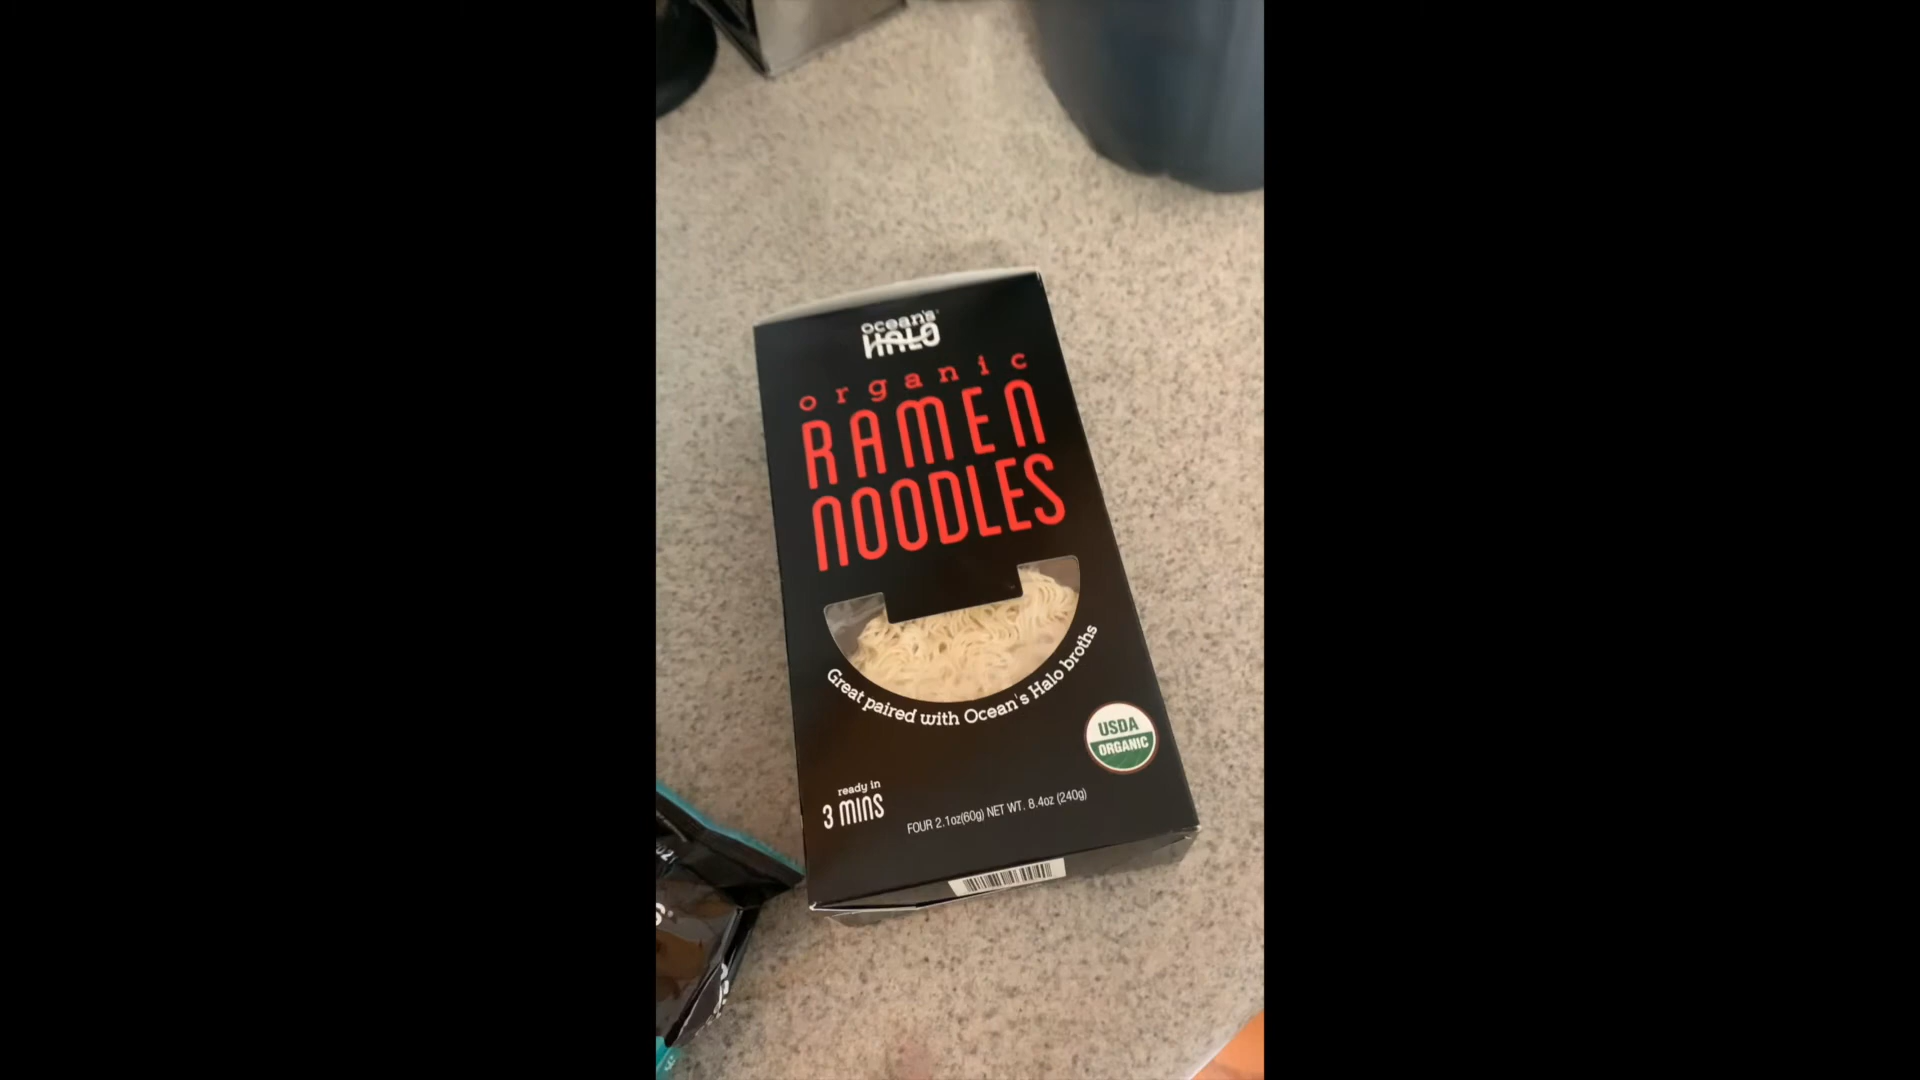 ocean's
HALO
organic
RAMEN
NOODLES
Great paired with Ocean's Halo broths
USDA
ORGANIC
ready in
3 MINS
FOUR 2.1oz(60g) NET WT. 8.4oz (240g)